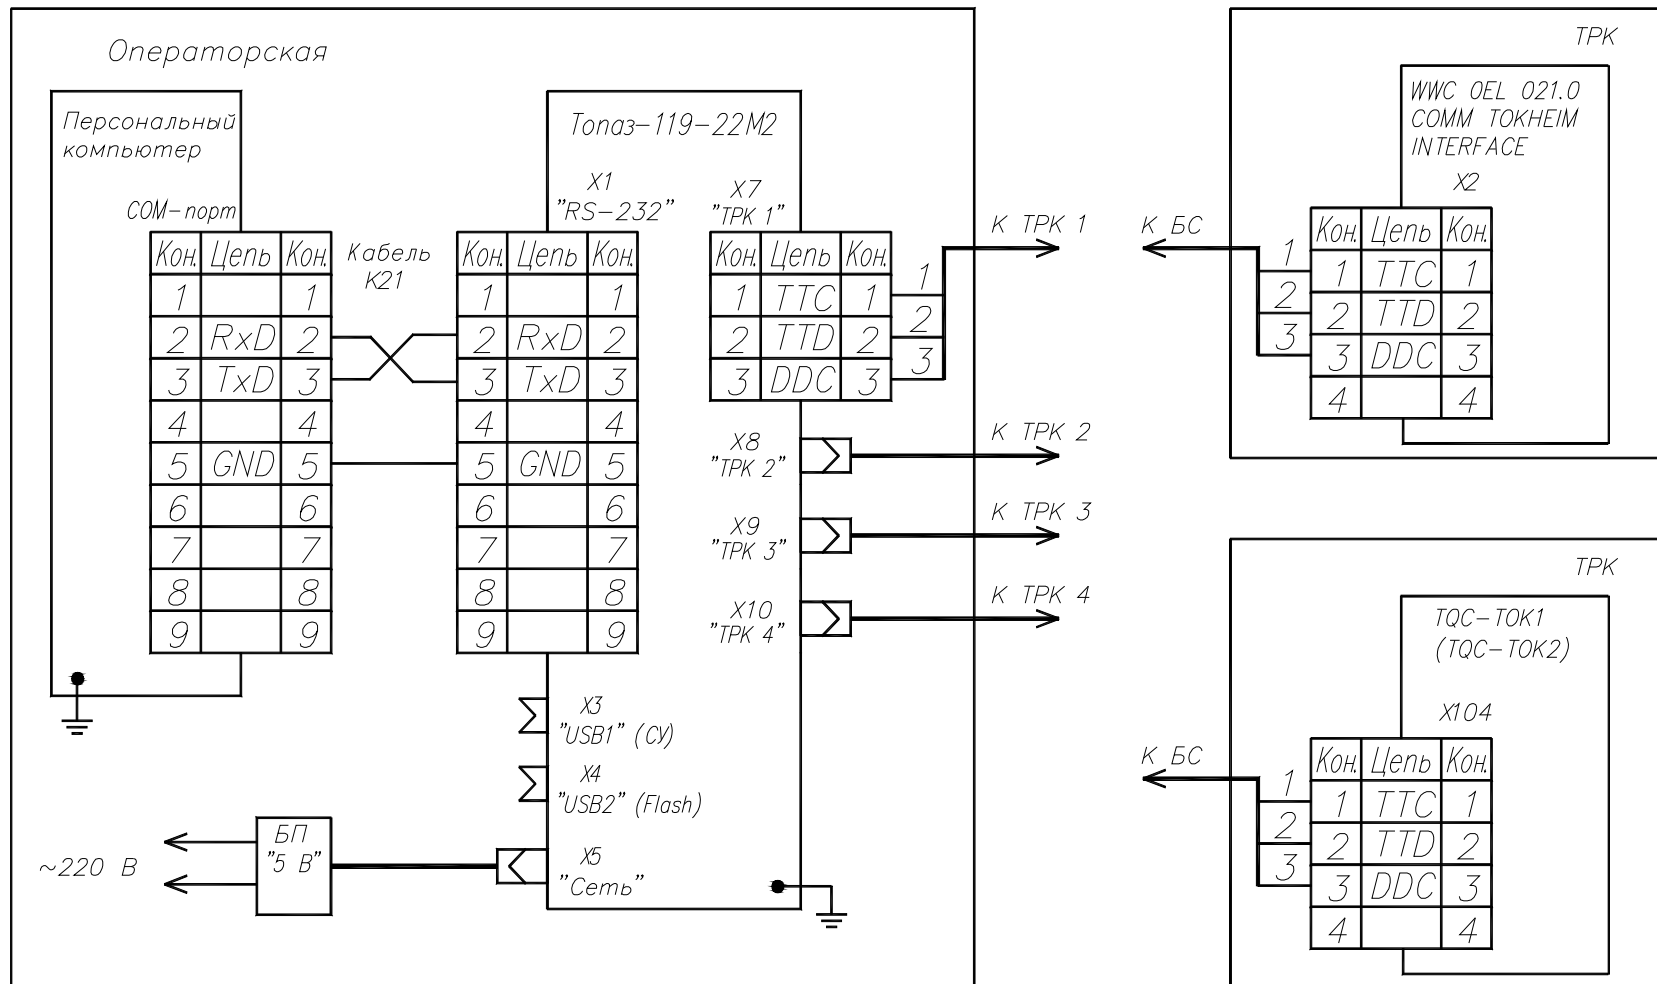 Операторская
Персональный
компьютер
COM-порт
Кон. Цепь Кон.
1 1
2 RxD 2
3 TxD 3
4 4
5 GND 5
6 6
7 7
8 8
9 9
Кабель
К21
Топаз-119-22М2
X1
"RS-232"
Кон. Цепь Кон.
1 1
2 RxD 2
3 TxD 3
4 4
5 GND 5
6 6
7 7
8 8
9 9
X7
"ТРК 1"
Кон. Цепь Кон.
1 TTC 1
2 TTD 2
3 DDC 3
1
2
3
К ТРК 1
X8
"ТРК 2"
К ТРК 2
X9
"ТРК 3"
К ТРК 3
X10
"ТРК 4"
К ТРК 4
X3
"USB1" (СУ)
X4
"USB2" (Flash)
X5
"Сеть"
БП
"5 В"
~220 В
ТРК
WWC OEL 021.0
COMM TOKHEIM
INTERFACE
X2
К БС
1
2
3
Кон. Цепь Кон.
1 TTC 1
2 TTD 2
3 DDC 3
4 4
ТРК
TQC-TOK1
(TQC-TOK2)
X104
К БС
1
2
3
Кон. Цепь Кон.
1 TTC 1
2 TTD 2
3 DDC 3
4 4